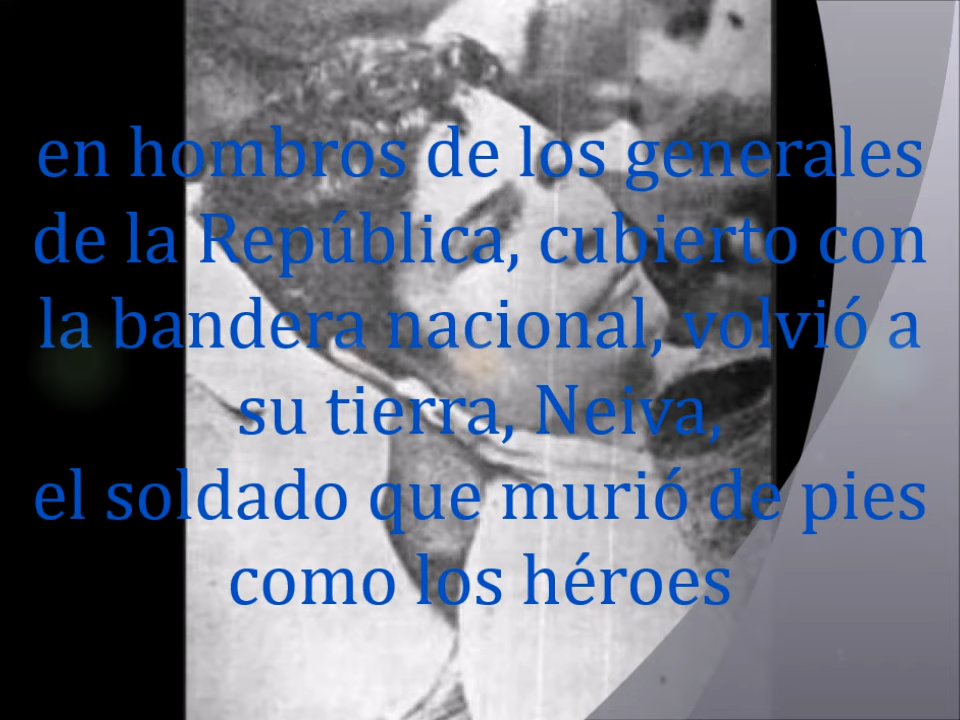 en hombros de los generales
de la República, cubierto con
la bandera nacional, volvió a
su tierra, Neiva,
el soldado que murió de pies
como los héroes